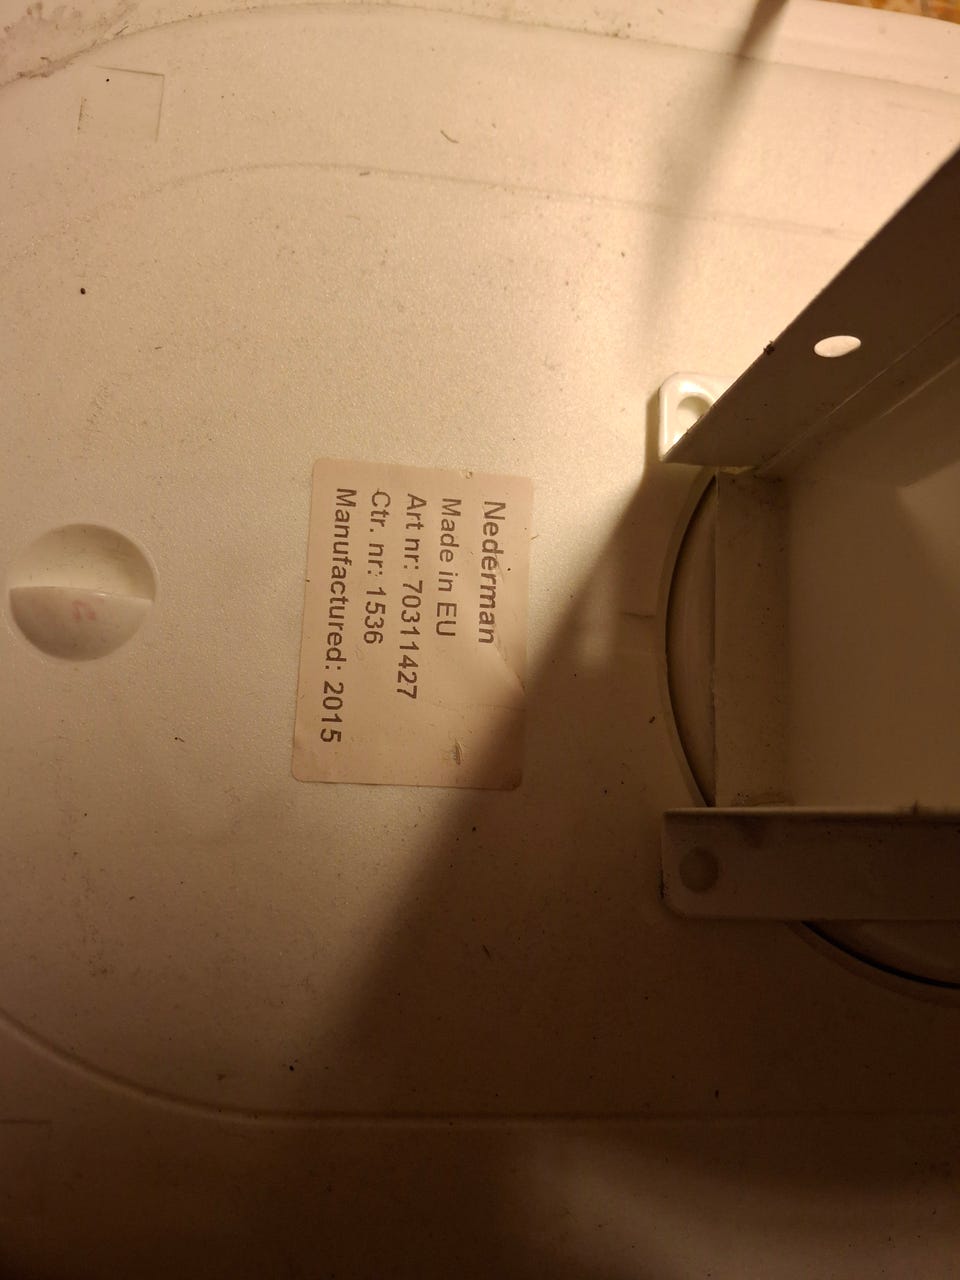 Nederman
Made in EU
Art nr: 70311427
Ctr. nr: 1536
Manufactured: 2015